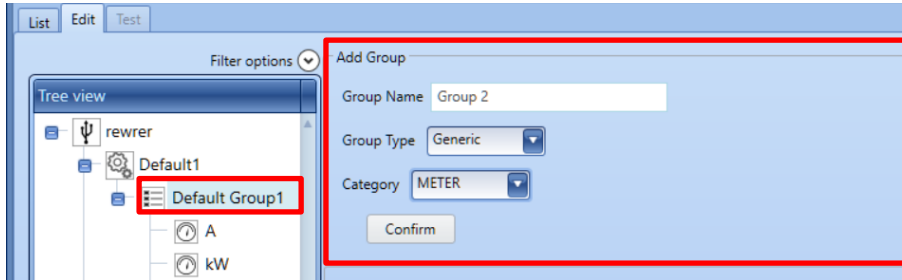 List Edit Test
Filter options
Tree view
rewrer
Default1
Default Group1
A
kW
Add Group
Group Name Group 2
Group Type Generic
Category METER
Confirm